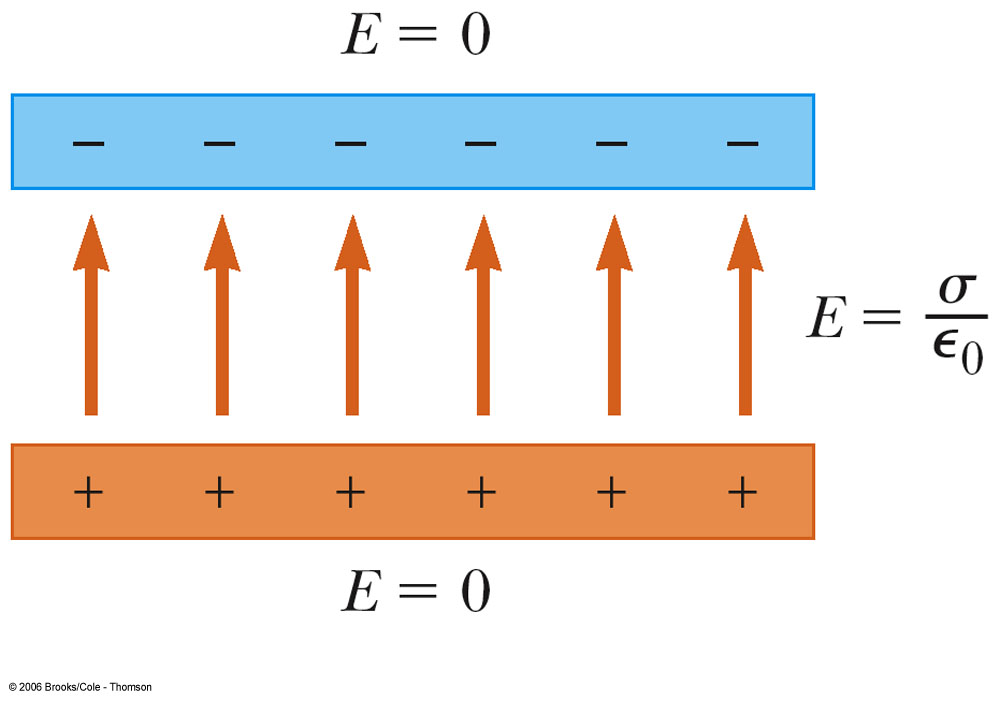 E = 0
− − − − − −
E = σ/ϵ₀
+ + + + + +
E = 0
© 2006 Brooks/Cole - Thomson